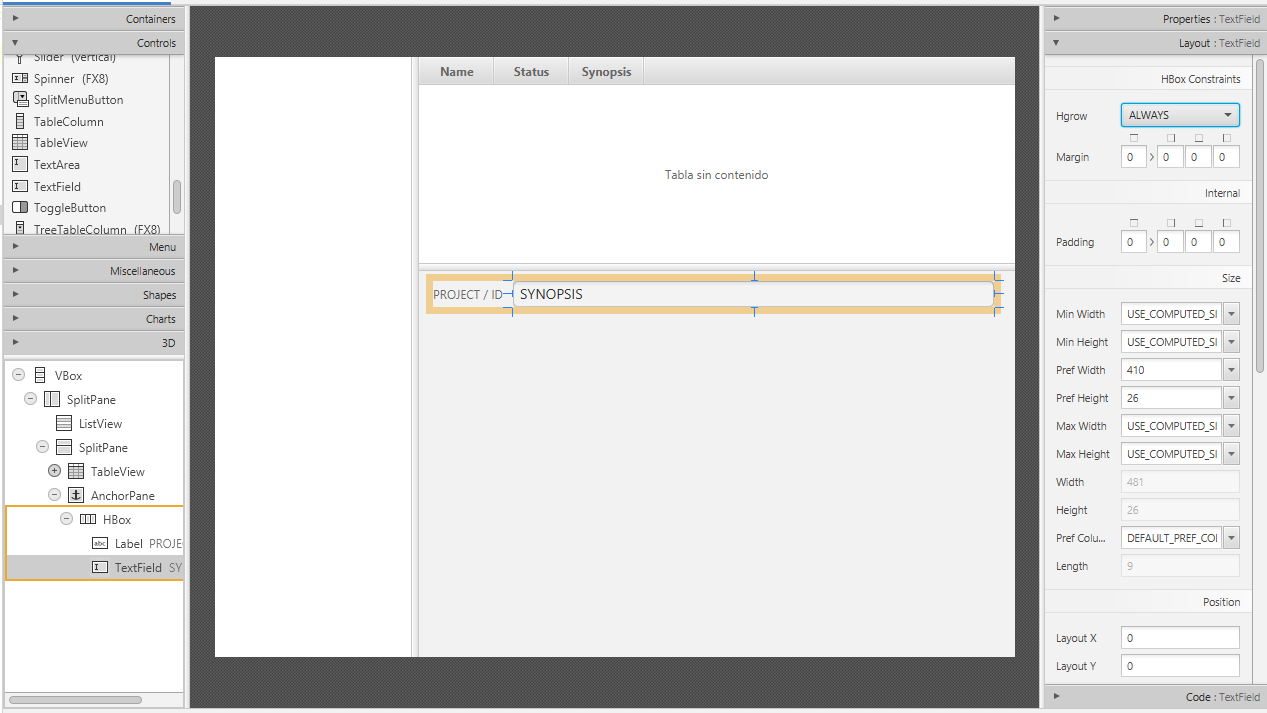 Containers
Controls
Slider (vertical)
Spinner (FX8)
SplitMenuButton
TableColumn
TableView
TextArea
TextField
ToggleButton
TreeTableColumn (FX8)
Menu
Miscellaneous
Shapes
Charts
3D
VBox
SplitPane
ListView
SplitPane
TableView
AnchorPane
HBox
Label PROJE
TextField SY
Name Status Synopsis
Tabla sin contenido
PROJECT / ID SYNOPSIS
Properties : TextField
Layout : TextField
HBox Constraints
Hgrow ALWAYS
Margin 0 0 0 0
Internal
Padding 0 0 0 0
Size
Min Width USE_COMPUTED_SI
Min Height USE_COMPUTED_SI
Pref Width 410
Pref Height 26
Max Width USE_COMPUTED_SI
Max Height USE_COMPUTED_SI
Width 481
Height 26
Pref Colu... DEFAULT_PREF_COI
Length 9
Position
Layout X 0
Layout Y 0
Code : TextField